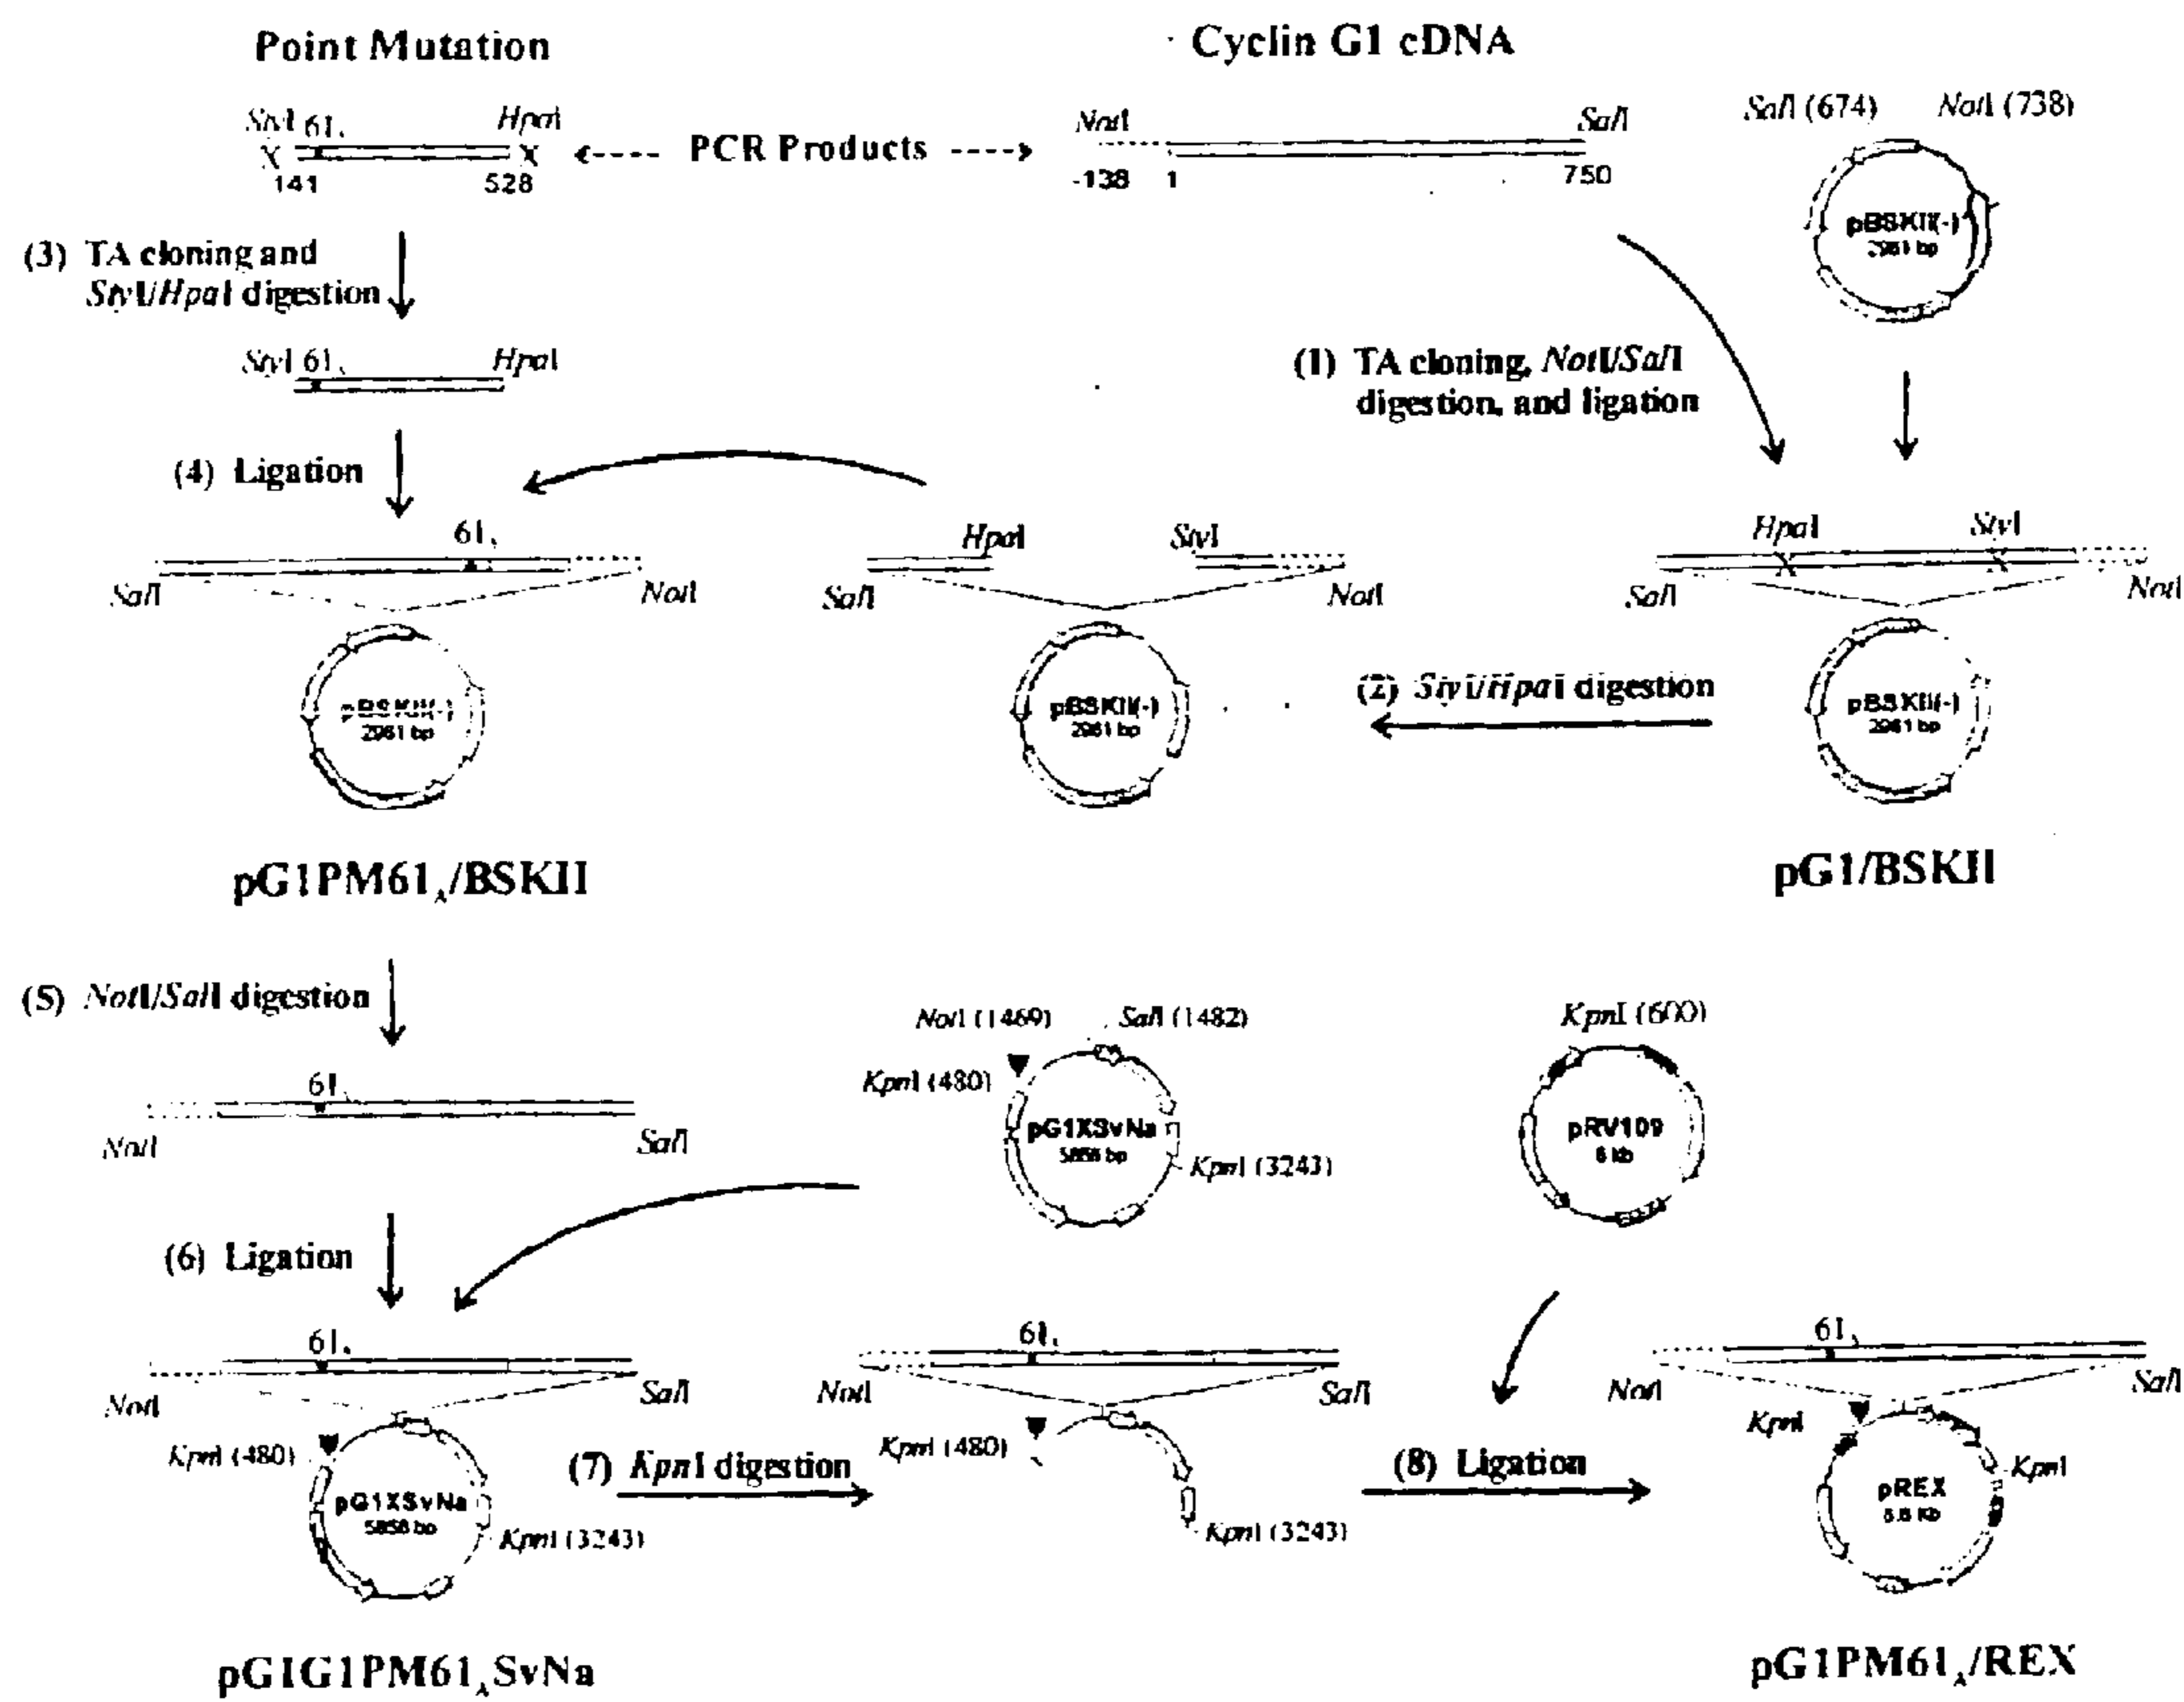 Point Mutation
Cyclin G1 cDNA
StyI 61A
HpaI
141
528
PCR Products
NotI
SalI
-138
1
750
SalI (674)
NotI (738)
pBSKII(-)
2961 bp
(3) TA cloning and
StyI/HpaI digestion
StyI 61A
HpaI
(1) TA cloning, NotI/SalI
digestion, and ligation
(4) Ligation
61A
SalI
NotI
pBSKII(-)
2961 bp
HpaI
StyI
SalI
NotI
pBSKII(-)
2961 bp
HpaI
StyI
SalI
NotI
pBSKII(-)
2961 bp
(2) StyI/HpaI digestion
pG1PM61A/BSKII
pG1/BSKII
(5) NotI/SalI digestion
61A
NotI
SalI
NotI (1469)
SalI (1482)
KpnI (480)
pG1XSvNa
5858 bp
KpnI (3243)
KpnI (600)
pRV109
6 kb
(6) Ligation
61A
NotI
SalI
KpnI (480)
pG1XSvNa
5858 bp
KpnI (3243)
(7) KpnI digestion
61A
NotI
SalI
KpnI (480)
KpnI (3243)
(8) Ligation
61A
NotI
SalI
KpnI
KpnI
pREX
pG1G1PM61ASvNa
pG1PM61A/REX